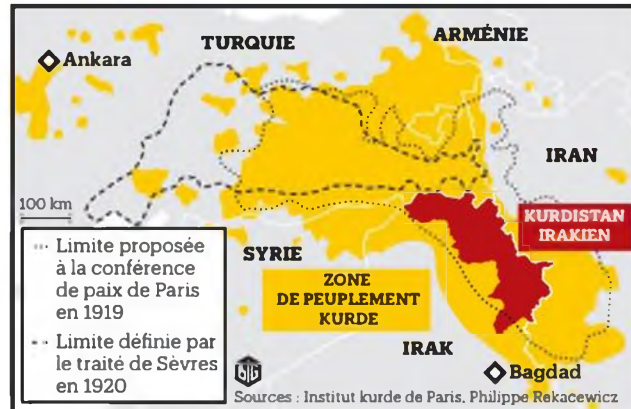 TURQUIE
ARMÉNIE
Ankara
IRAN
100 km
KURDISTAN
IRAKIEN
Limite proposée
à la conférence
de paix de Paris
en 1919
Limite définie par
le traité de Sèvres
en 1920
SYRIE
ZONE
DE PEUPLEMENT
KURDE
IRAK
Bagdad
Sources : Institut kurde de Paris, Philippe Rekacewicz